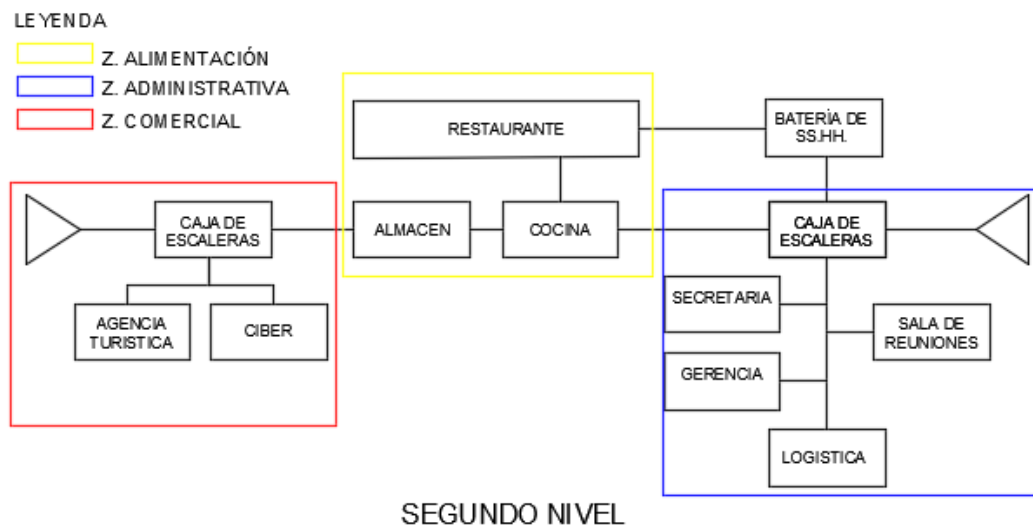 LEYENDA
Z. ALIMENTACIÓN
Z. ADMINISTRATIVA
Z. COMERCIAL
RESTAURANTE
BATERÍA DE
SS.HH.
CAJA DE
ESCALERAS
ALMACEN
COCINA
CAJA DE
ESCALERAS
AGENCIA
TURISTICA
CIBER
SECRETARIA
SALA DE
REUNIONES
GERENCIA
LOGISTICA
SEGUNDO NIVEL